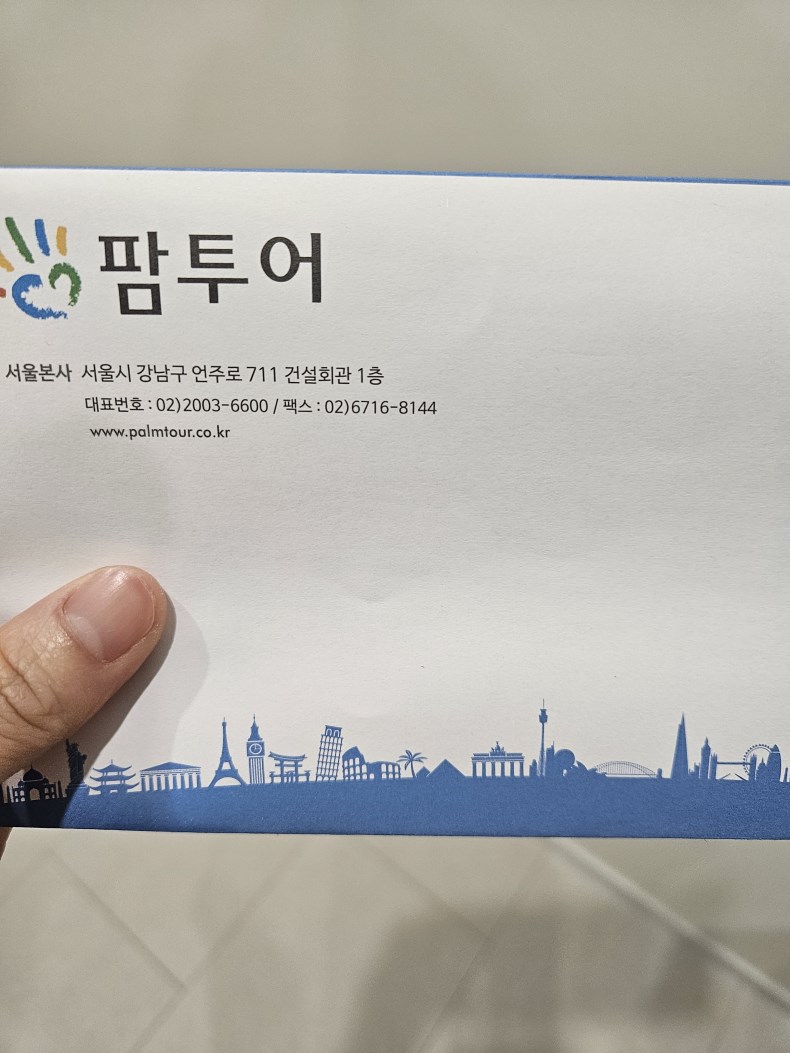 팜투어
서울본사 서울시 강남구 언주로 711 건설회관 1층
대표번호 : 02)2003-6600 / 팩스 : 02)6716-8144
www.palmtour.co.kr